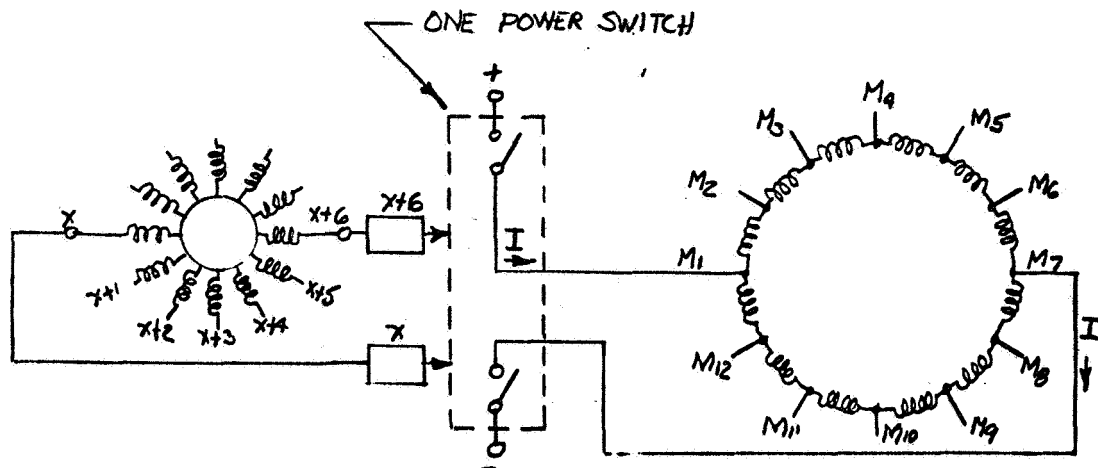 ONE POWER SWITCH
+
M4
M3
M5
M2
M6
x
x+6
x+6
I
M1
M7
x+1
x+5
x+2
x+3
x+4
x
I
M12
M8
M11
M10
M9